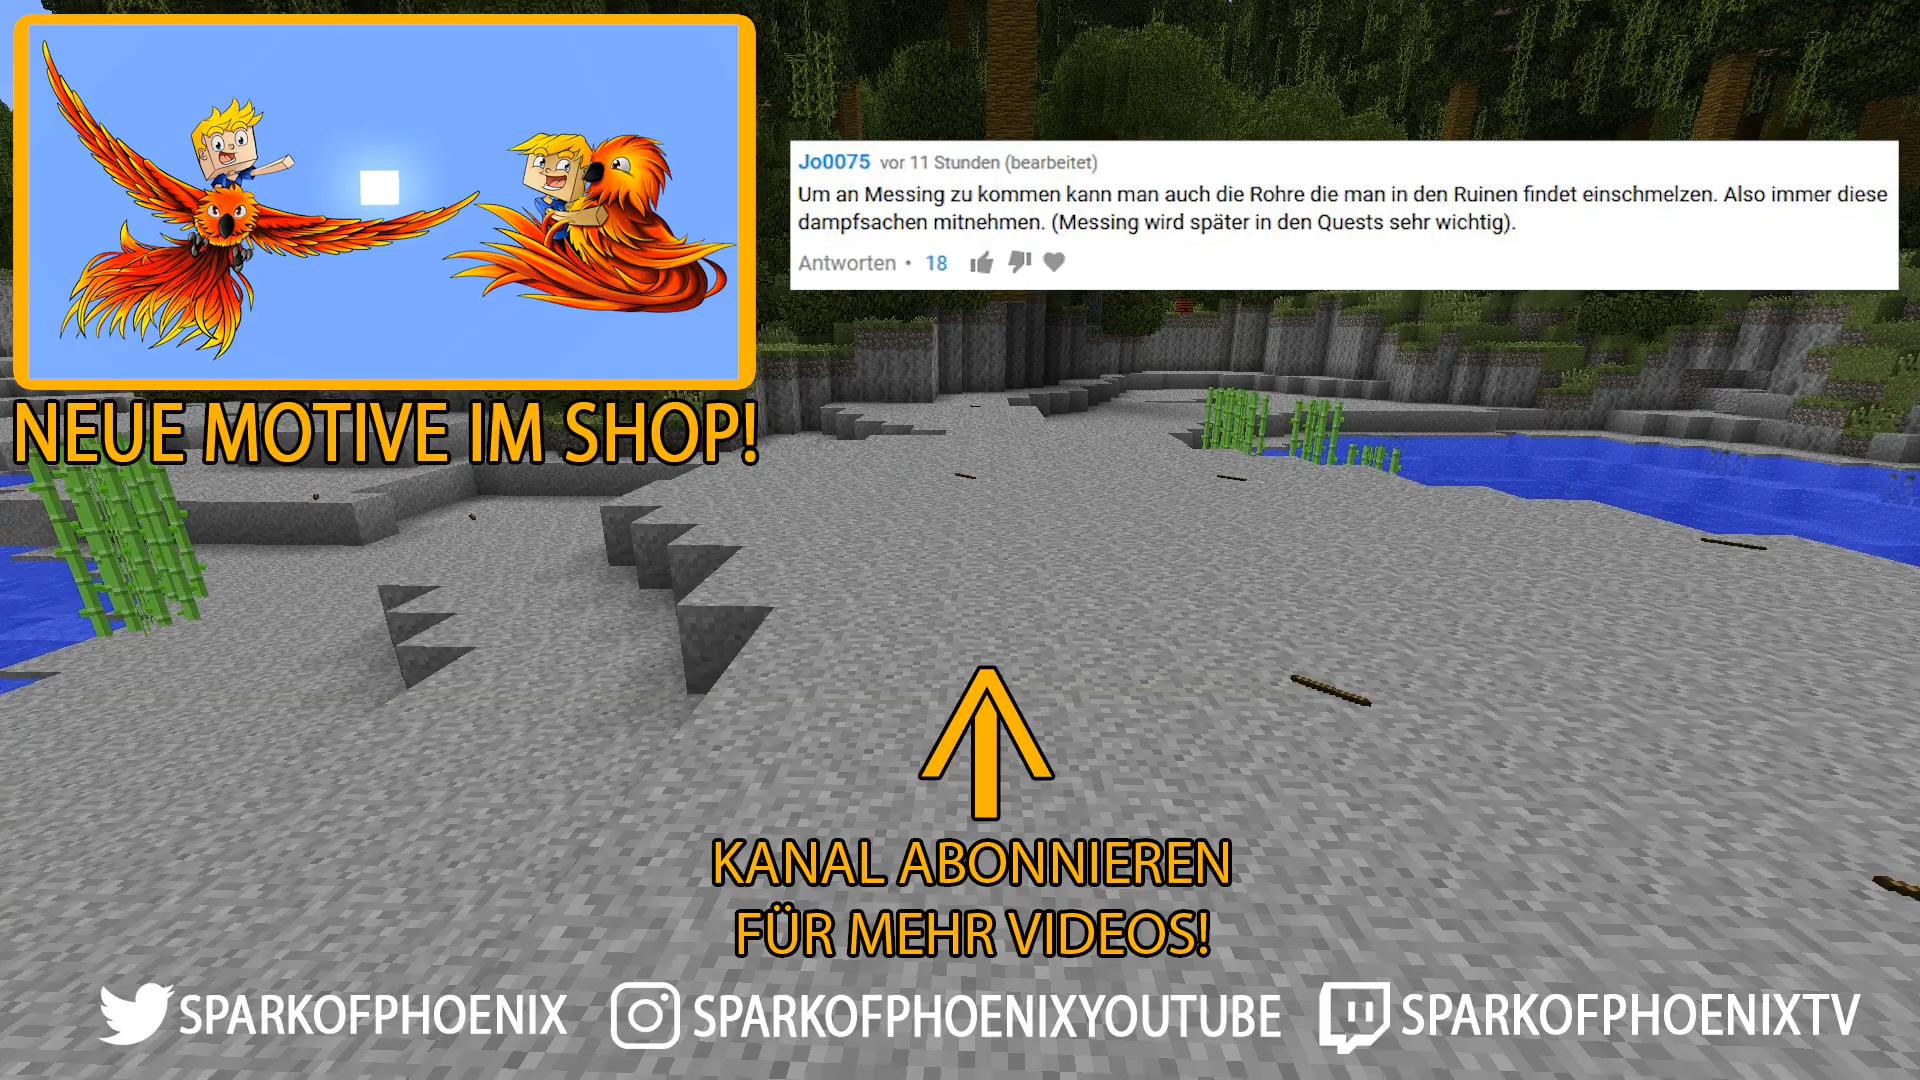 NEUE MOTIVE IM SHOP!
Jo0075 vor 11 Stunden (bearbeitet)
Um an Messing zu kommen kann man auch die Rohre die man in den Ruinen findet einschmelzen. Also immer diese
dampfsachen mitnehmen. (Messing wird später in den Quests sehr wichtig).
Antworten • 18
KANAL ABONNIEREN
FÜR MEHR VIDEOS!
SPARKOFPHOENIX SPARKOFPHOENIXYOUTUBE SPARKOFPHOENIXTV